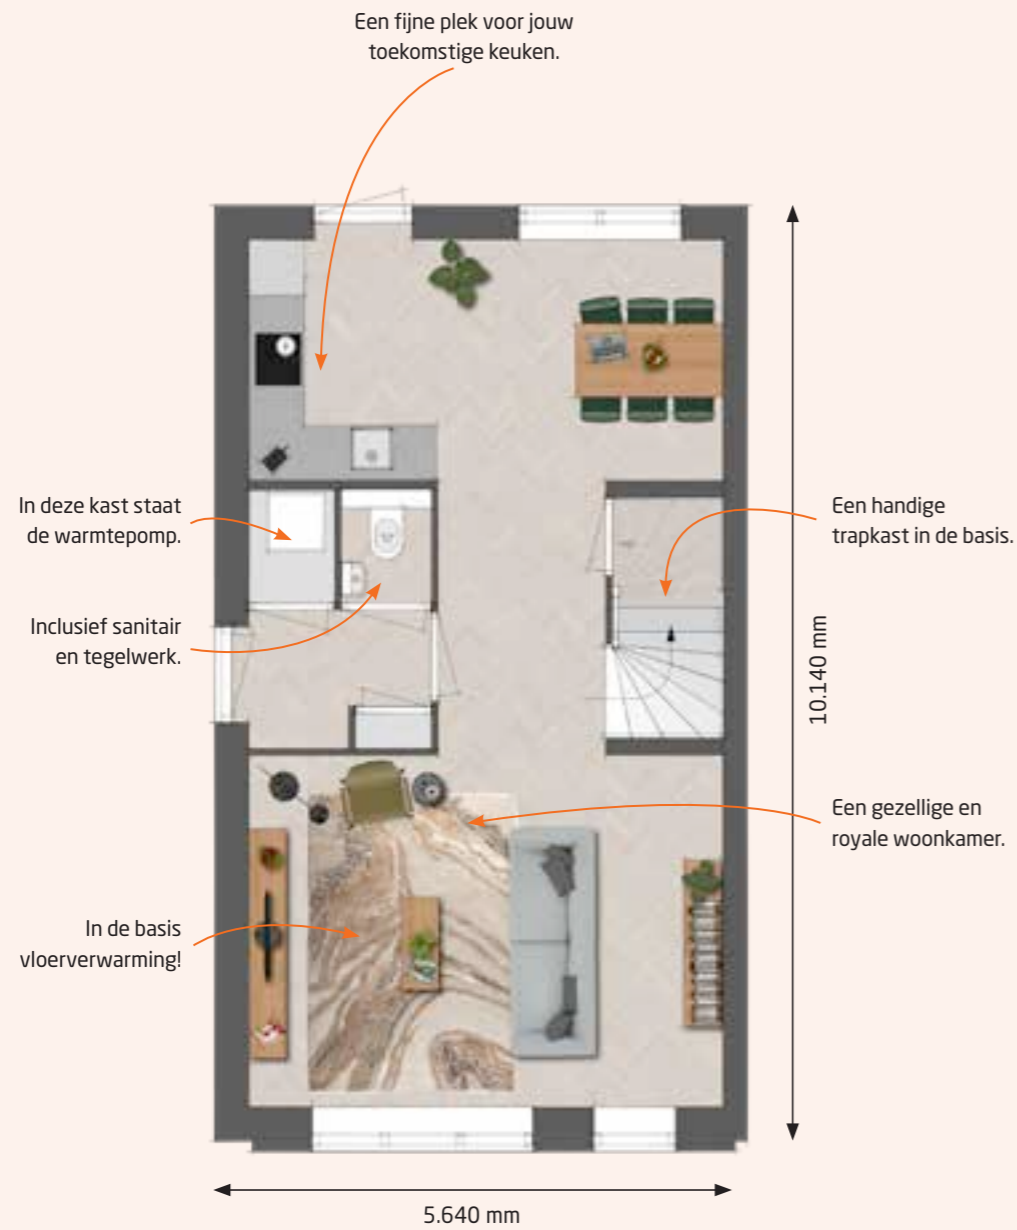 Een fijne plek voor jouw
toekomstige keuken.
In deze kast staat
de warmtepomp.
Een handige
trapkast in de basis.
Inclusief sanitair
en tegelwerk.
10.140 mm
Een gezellige en
royale woonkamer.
In de basis
vloerverwarming!
5.640 mm